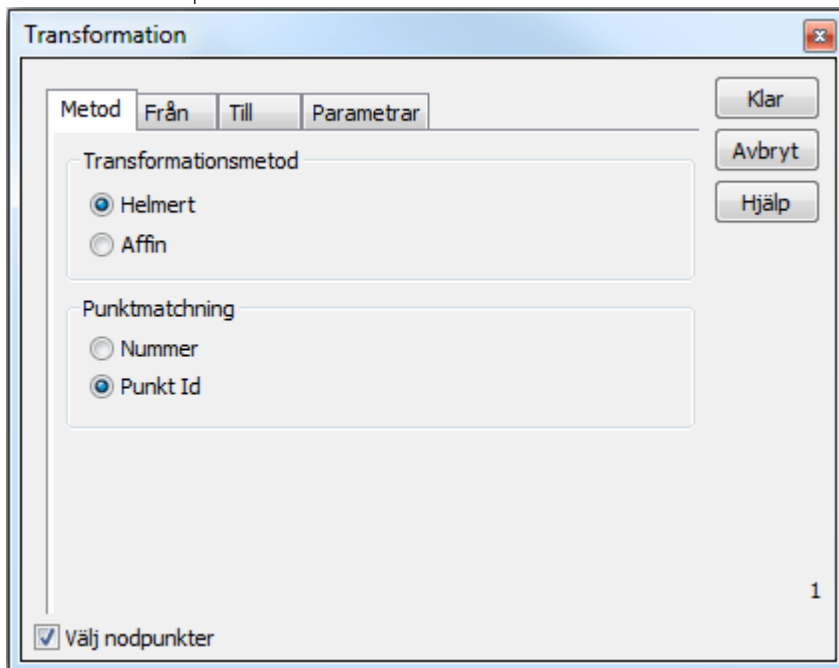 Transformation
Metod Från Till Parametrar
Klar
Avbryt
Hjälp
Transformationsmetod
Helmert
Affin
Punktmatchning
Nummer
Punkt Id
1
Välj nodpunkter